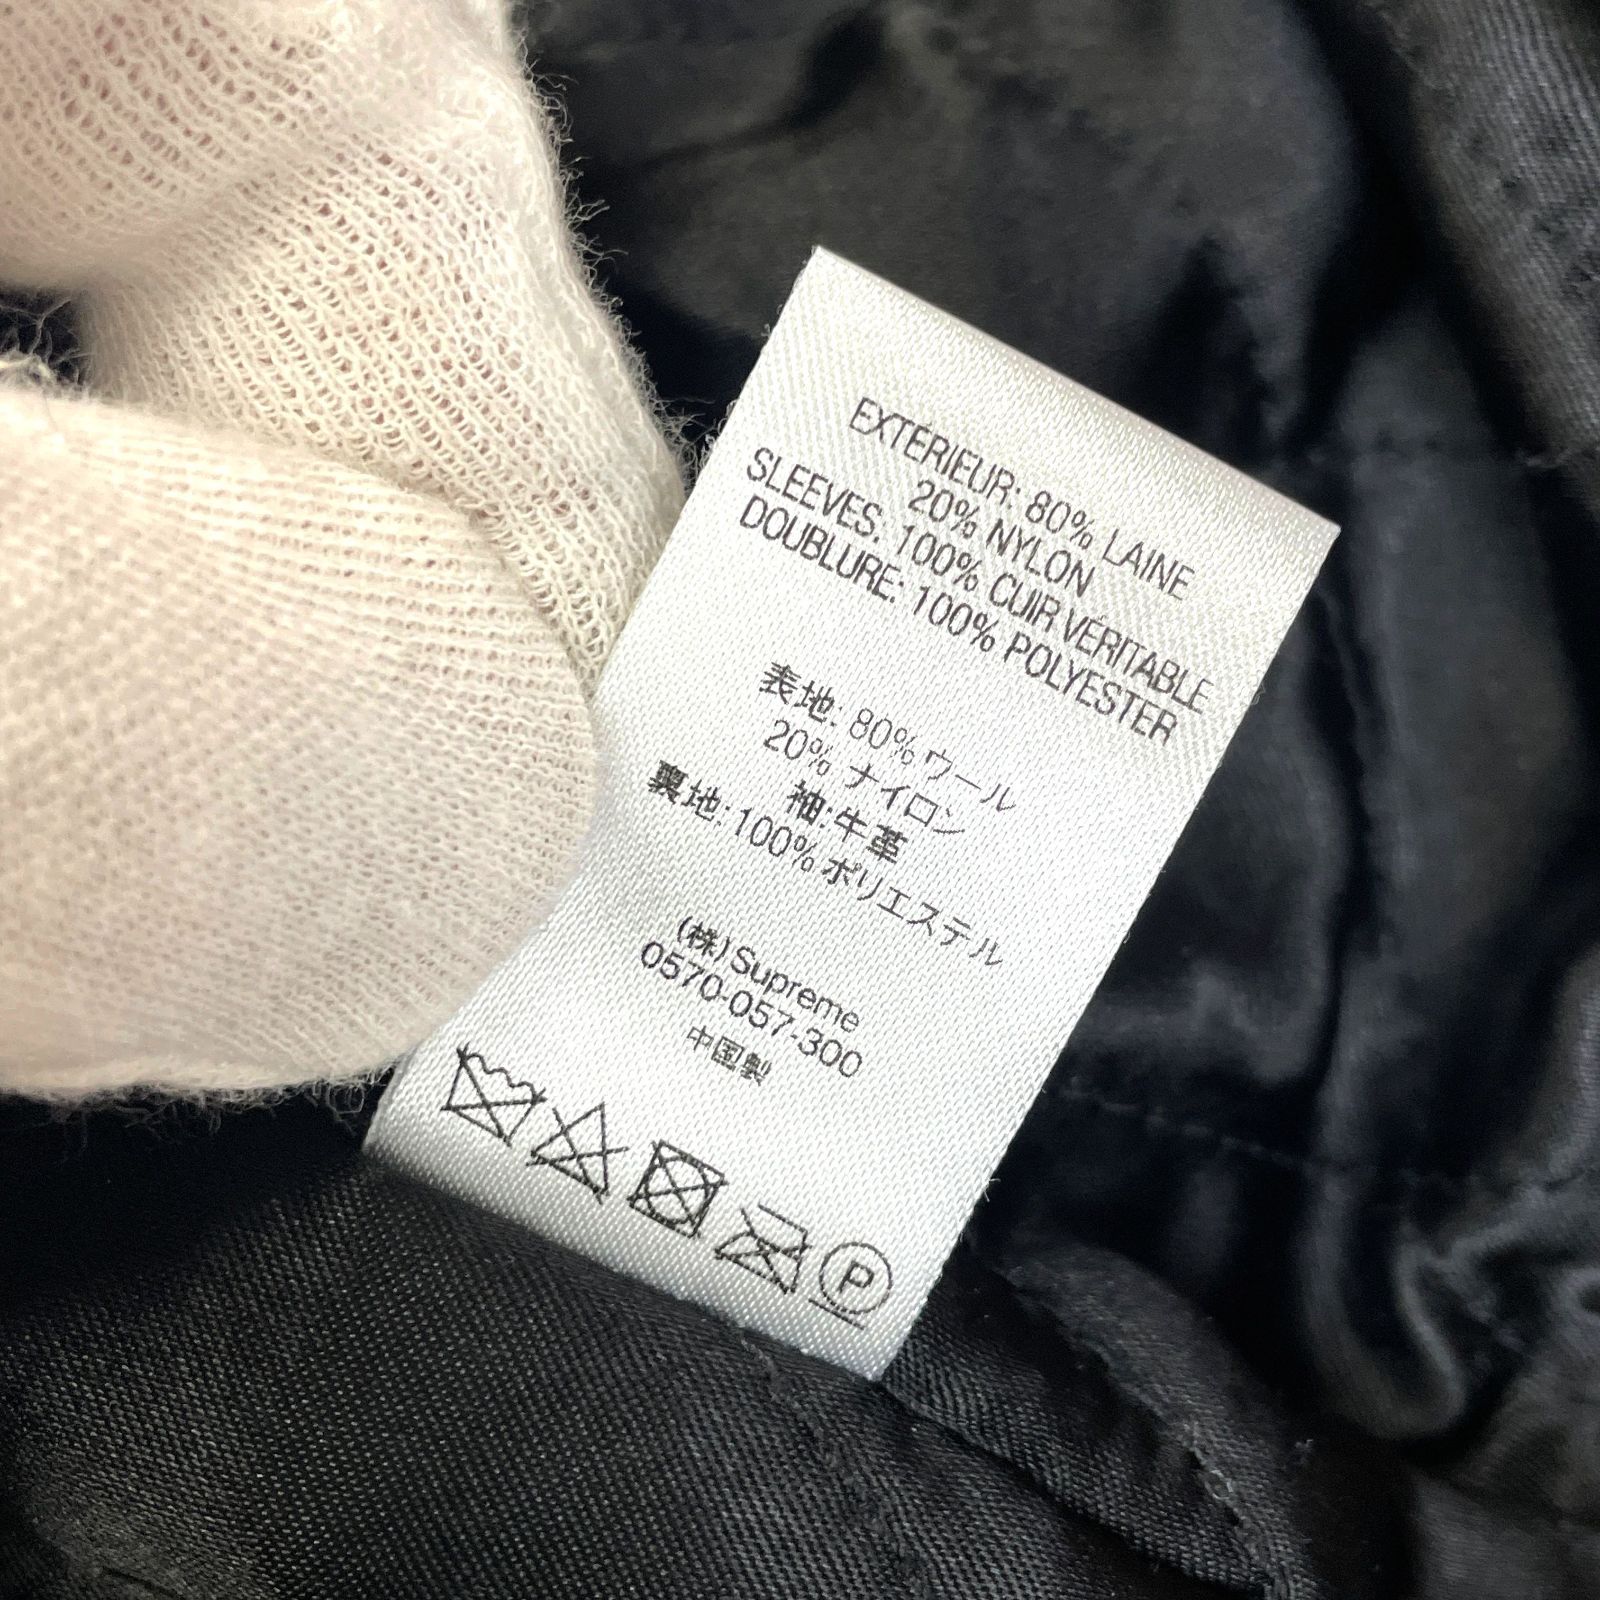 EXTERIEUR: 80% LAINE
20% NYLON
SLEEVES. 100% CUIR VERITABLE
DOUBLURE: 100% POLYESTER
表地: 80% ウール
20% ナイロン
袖: 牛革
裏地: 100% ポリエステル
(株) Supreme
0570-057-300
中国製
P